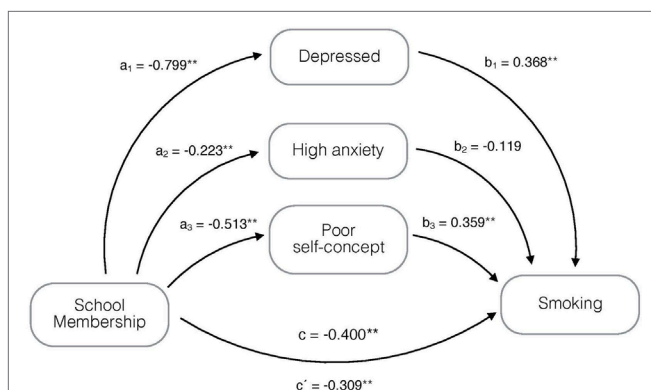 Depressed
a₁ = -0.799**
b₁ = 0.368**
High anxiety
a₂ = -0.223**
b₂ = -0.119
Poor
self-concept
a₃ = -0.513**
b₃ = 0.359**
School
Membership
Smoking
c = -0.400**
c´ = -0.309**